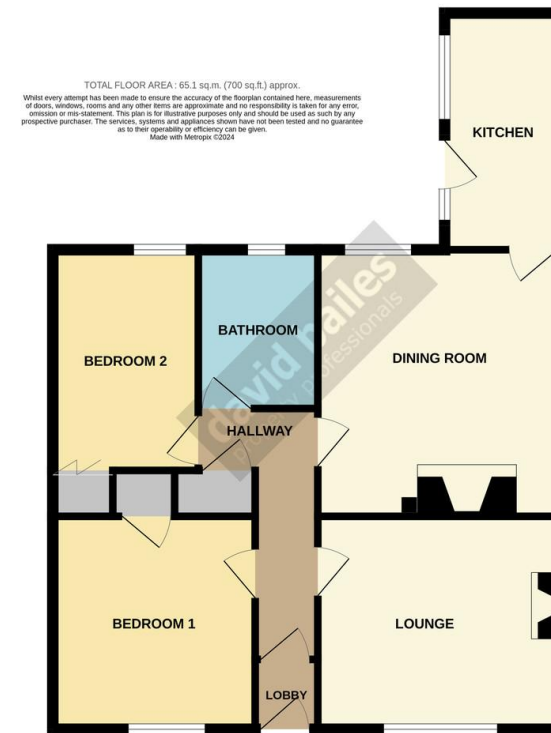 TOTAL FLOOR AREA : 65.1 sq.m. (700 sq.ft.) approx.
Whilst every attempt has been made to ensure the accuracy of the floorplan contained here, measurements
of doors, windows, rooms and any other items are approximate and no responsibility is taken for any error,
omission or mis-statement. This plan is for illustrative purposes only and should be used as such by any
prospective purchaser. The services, systems and appliances shown have not been tested and no guarantee
as to their operability or efficiency can be given.
Made with Metropix ©2024
KITCHEN
BATHROOM
BEDROOM 2
DINING ROOM
HALLWAY
david bailes
property professionals
BEDROOM 1
LOUNGE
LOBBY